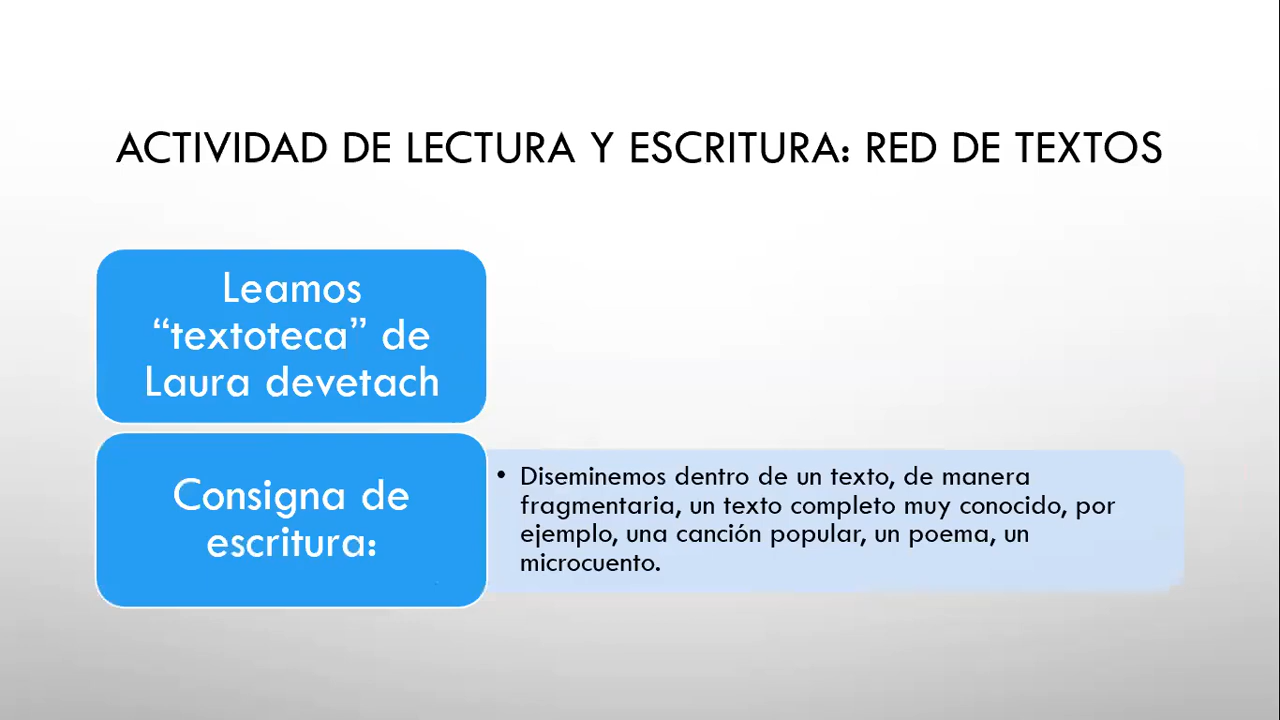 ACTIVIDAD DE LECTURA Y ESCRITURA: RED DE TEXTOS
Leamos
“textoteca” de
Laura devetach
Consigna de
escritura:
• Diseminemos dentro de un texto, de manera
fragmentaria, un texto completo muy conocido, por
ejemplo, una canción popular, un poema, un
microcuento.